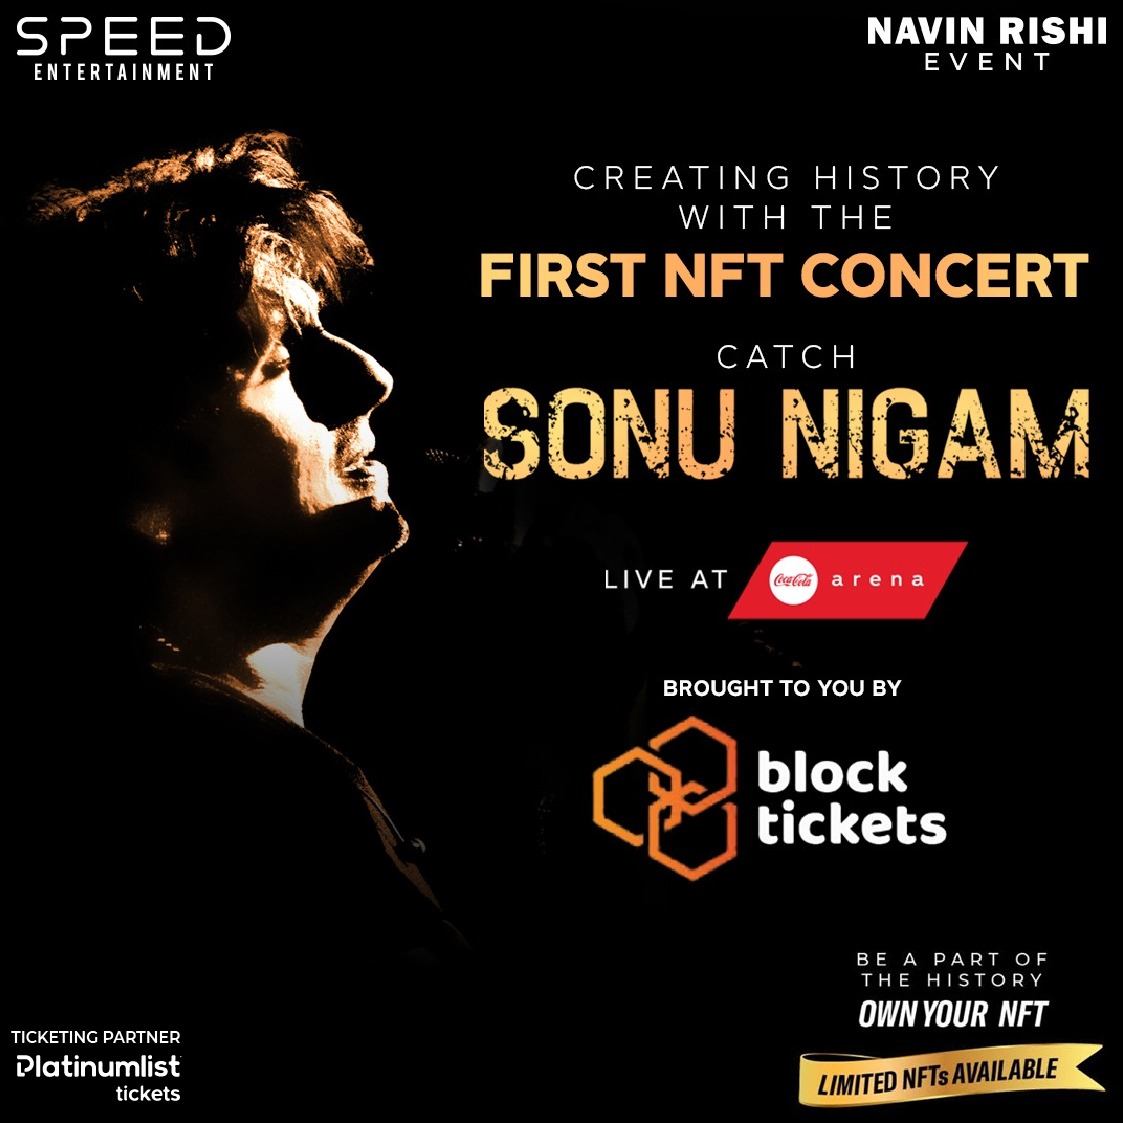 SPEED
ENTERTAINMENT
NAVIN RISHI
EVENT
CREATING HISTORY
WITH THE
FIRST NFT CONCERT
CATCH
SONU NIGAM
LIVE AT Coca-Cola arena
BROUGHT TO YOU BY
block
tickets
BE A PART OF
THE HISTORY
OWN YOUR NFT
LIMITED NFTs AVAILABLE
TICKETING PARTNER
Platinumlist
tickets